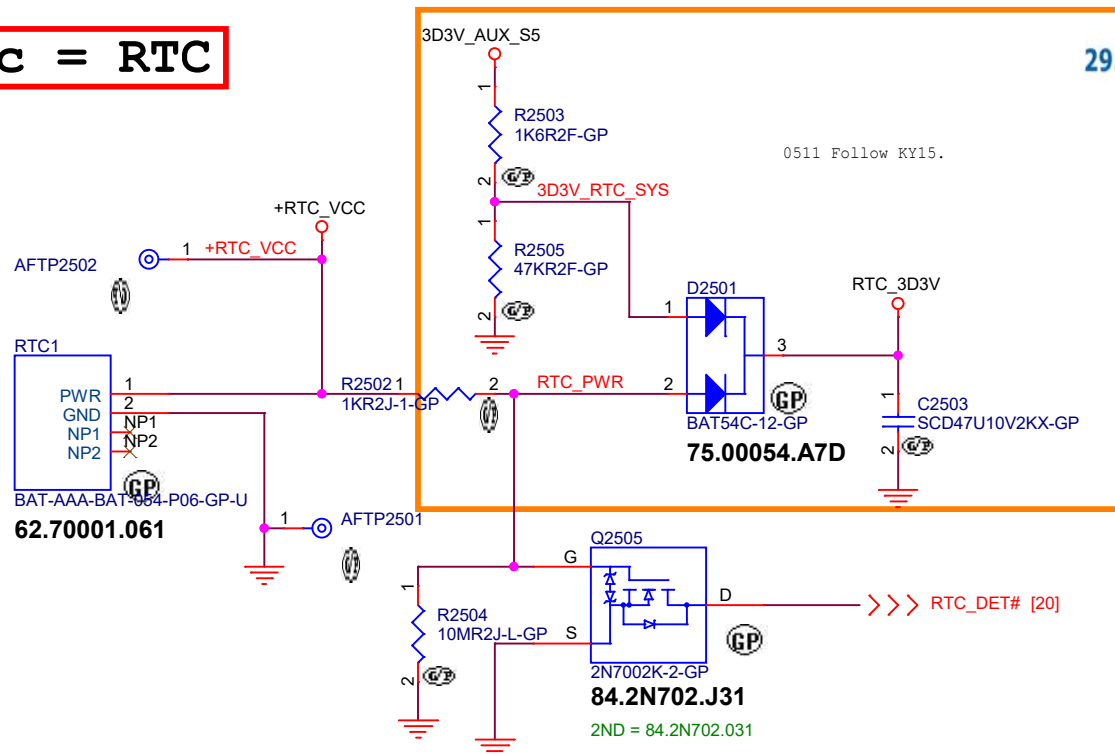 c = RTC
3D3V_AUX_S5
29
1
R2503
1K6R2F-GP
0511 Follow KY15.
2
G/P
3D3V_RTC_SYS
+RTC_VCC
1
R2505
47KR2F-GP
1
+RTC_VCC
AFTP2502
2
G/P
D2501
RTC_3D3V
1
3
RTC1
PWR
1
GND
2
NP1
NP1
NP2
NP2
R2502
1
2
1KR2J-1-GP
RTC_PWR
2
GP
BAT54C-12-GP
75.00054.A7D
1
C2503
SCD47U10V2KX-GP
2
G/P
GP
BAT-AAA-BAT-054-P06-GP-U
62.70001.061
1
AFTP2501
Q2505
G
D
S
RTC_DET# [20]
1
R2504
10MR2J-L-GP
2
G/P
GP
2N7002K-2-GP
84.2N702.J31
2ND = 84.2N702.031